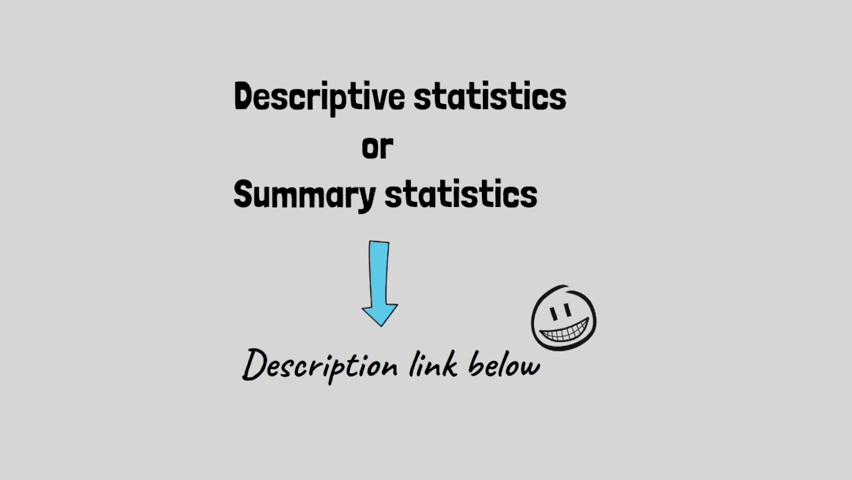 Descriptive statistics
or
Summary statistics
Description link below